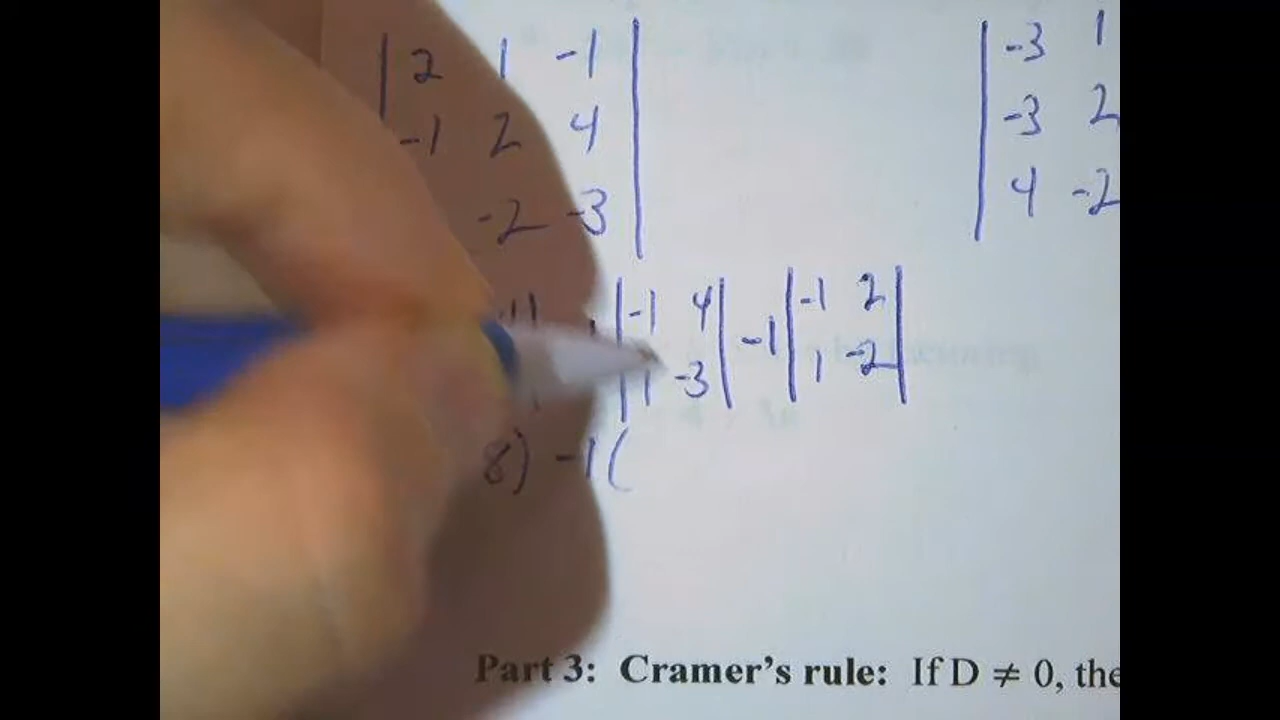 2 1 -1 -3 1
-1 2 4 -3 2
-2 -3 4 -2
-1 4 -1 -1 2
1 -3 1 -2
8) -1(
Part 3: Cramer's rule: If D ≠ 0, the